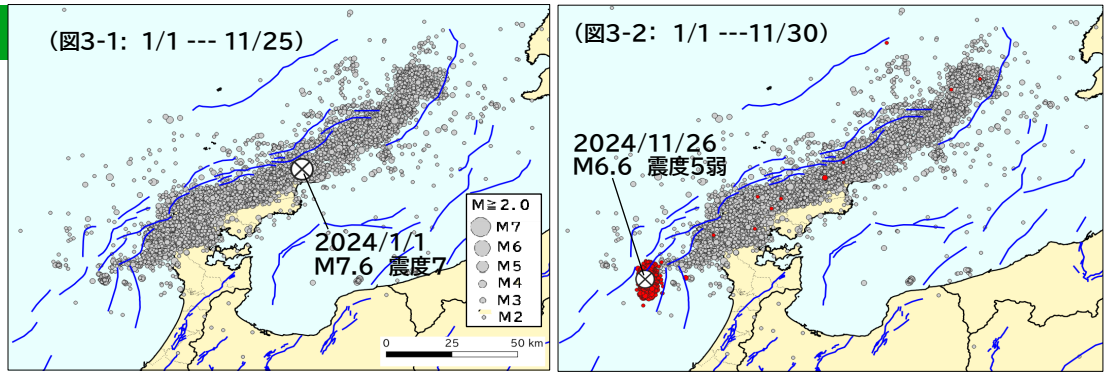 (図3-1: 1/1 --- 11/25)
2024/1/1
M7.6 震度7
M≧2.0
M7
M6
M5
M4
M3
M2
0 25 50 km
(図3-2: 1/1 ---11/30)
2024/11/26
M6.6 震度5弱